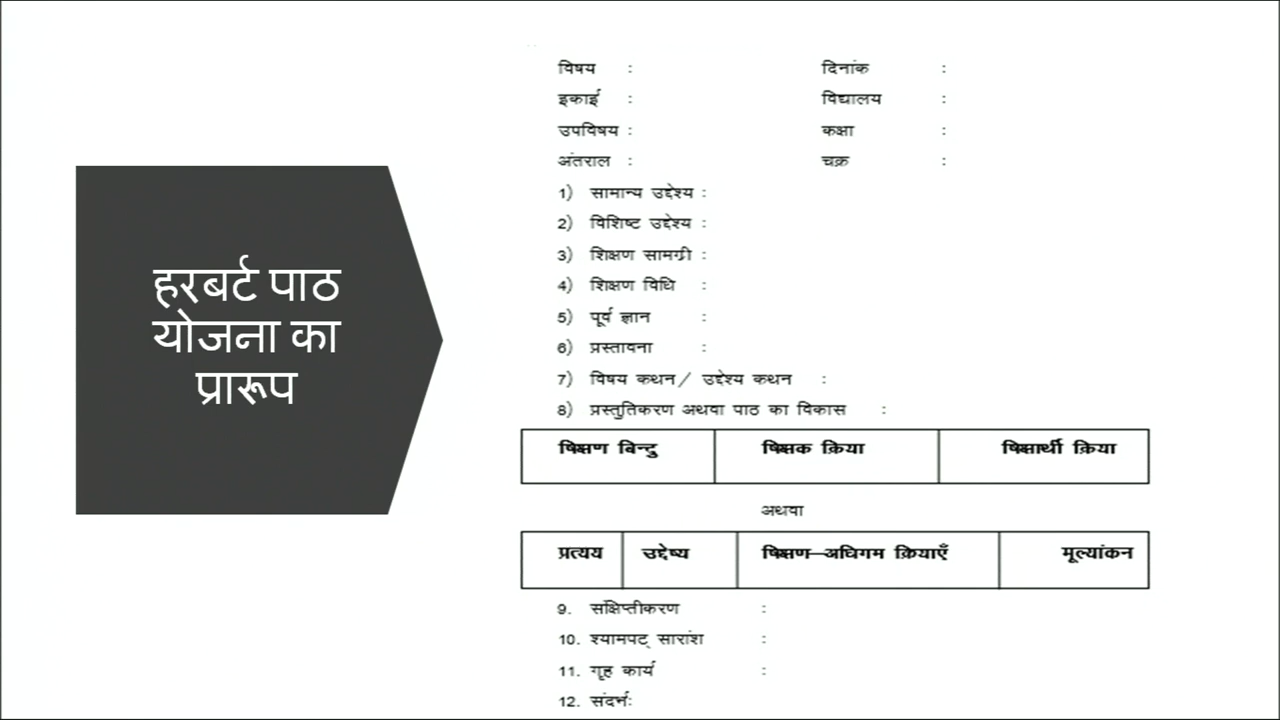 हरबर्ट पाठ
योजना का
प्रारूप
विषय : दिनांक :
इकाई : विद्यालय :
उपविषय : कक्षा :
अंतराल : चक्र :
1) सामान्य उद्देश्य :
2) विशिष्ट उद्देश्य :
3) शिक्षण सामग्री :
4) शिक्षण विधि :
5) पूर्व ज्ञान :
6) प्रस्तावना :
7) विषय कथन / उद्देश्य कथन :
8) प्रस्तुतिकरण अथवा पाठ का विकास :
षिक्षण बिन्दु षिक्षक क्रिया षिक्षार्थी क्रिया
अथवा
प्रत्यय उद्देष्य षिक्षण–अधिगम क्रियाएँ मूल्यांकन
9. संक्षिप्तीकरण :
10. श्यामपट् सारांश :
11. गृह कार्य :
12. संदर्भ: